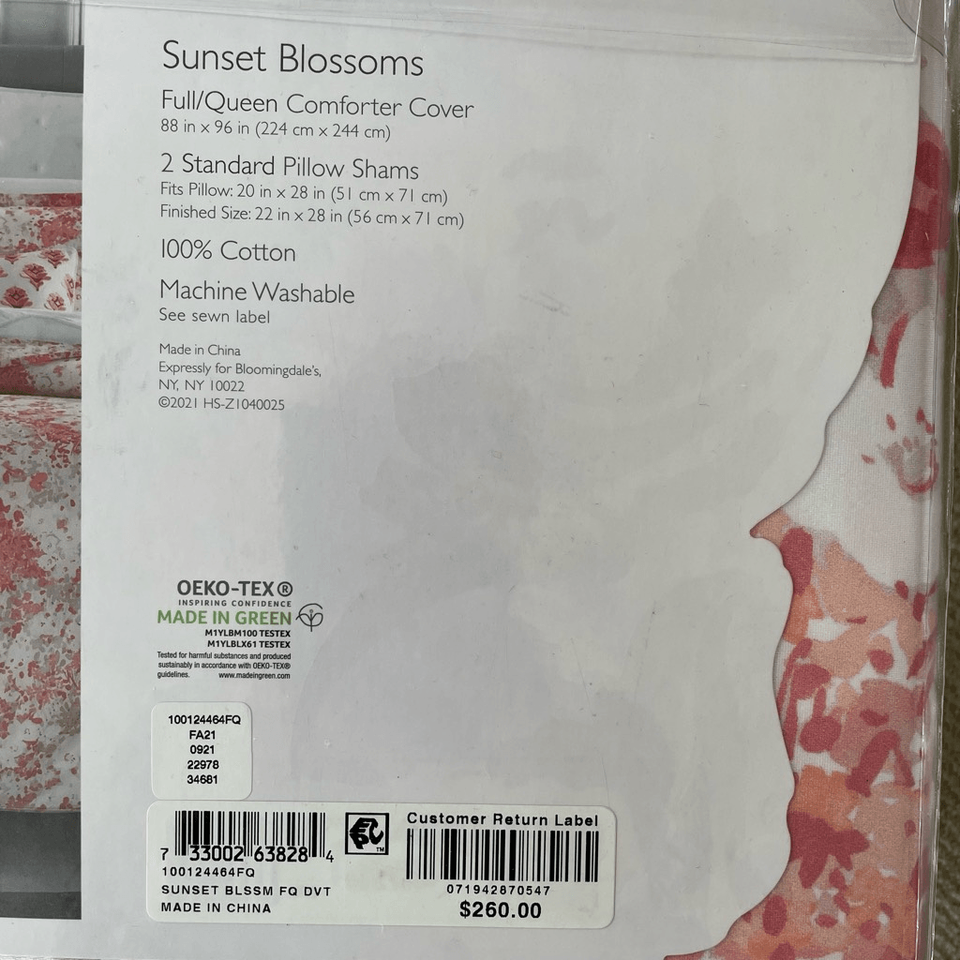 Sunset Blossoms
Full/Queen Comforter Cover
88 in x 96 in (224 cm x 244 cm)
2 Standard Pillow Shams
Fits Pillow: 20 in x 28 in (51 cm x 71 cm)
Finished Size: 22 in x 28 in (56 cm x 71 cm)
100% Cotton
Machine Washable
See sewn label
Made in China
Expressly for Bloomingdale's,
NY, NY 10022
©2021 HS-Z1040025
OEKO-TEX®
INSPIRING CONFIDENCE
MADE IN GREEN
M1YLBM100 TESTEX
M1YLBLX61 TESTEX
Tested for harmful substances and produced
sustainably in accordance with OEKO-TEX®
guidelines. www.madeingreen.com
100124464FQ
FA21
0921
22978
34681
7 33002 63828 4
100124464FQ
SUNSET BLSSM FQ DVT
MADE IN CHINA
TM
Customer Return Label
071942870547
$260.00